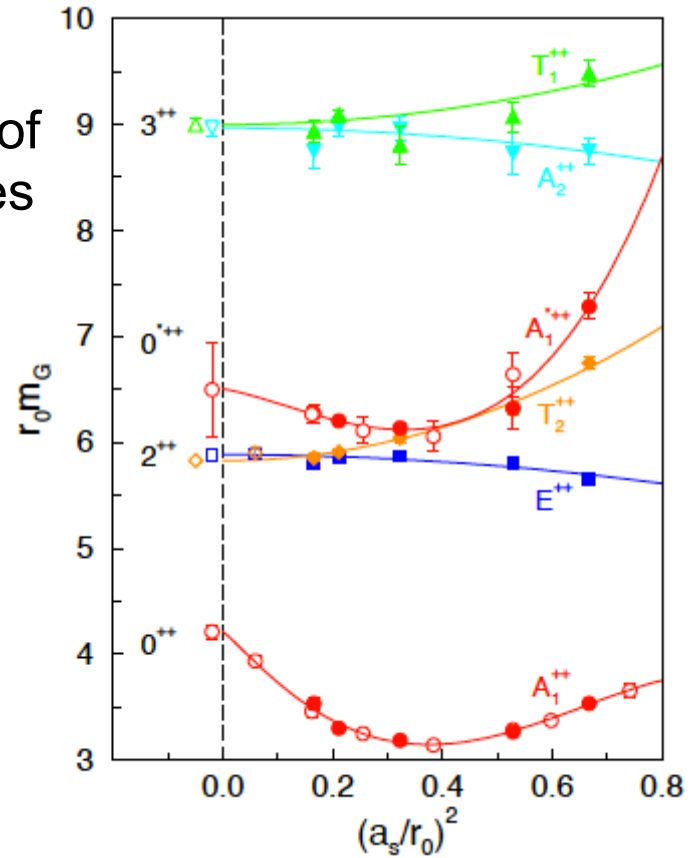 of
es
10
9
8
7
6
5
4
3
r₀m_G
3⁺⁺
0*⁺⁺
2⁺⁺
0⁺⁺
T₁⁺⁺
A₂⁺⁺
A₁*⁺⁺
T₂⁺⁺
E⁺⁺
A₁⁺⁺
0.0 0.2 0.4 0.6 0.8
(aₛ/r₀)²